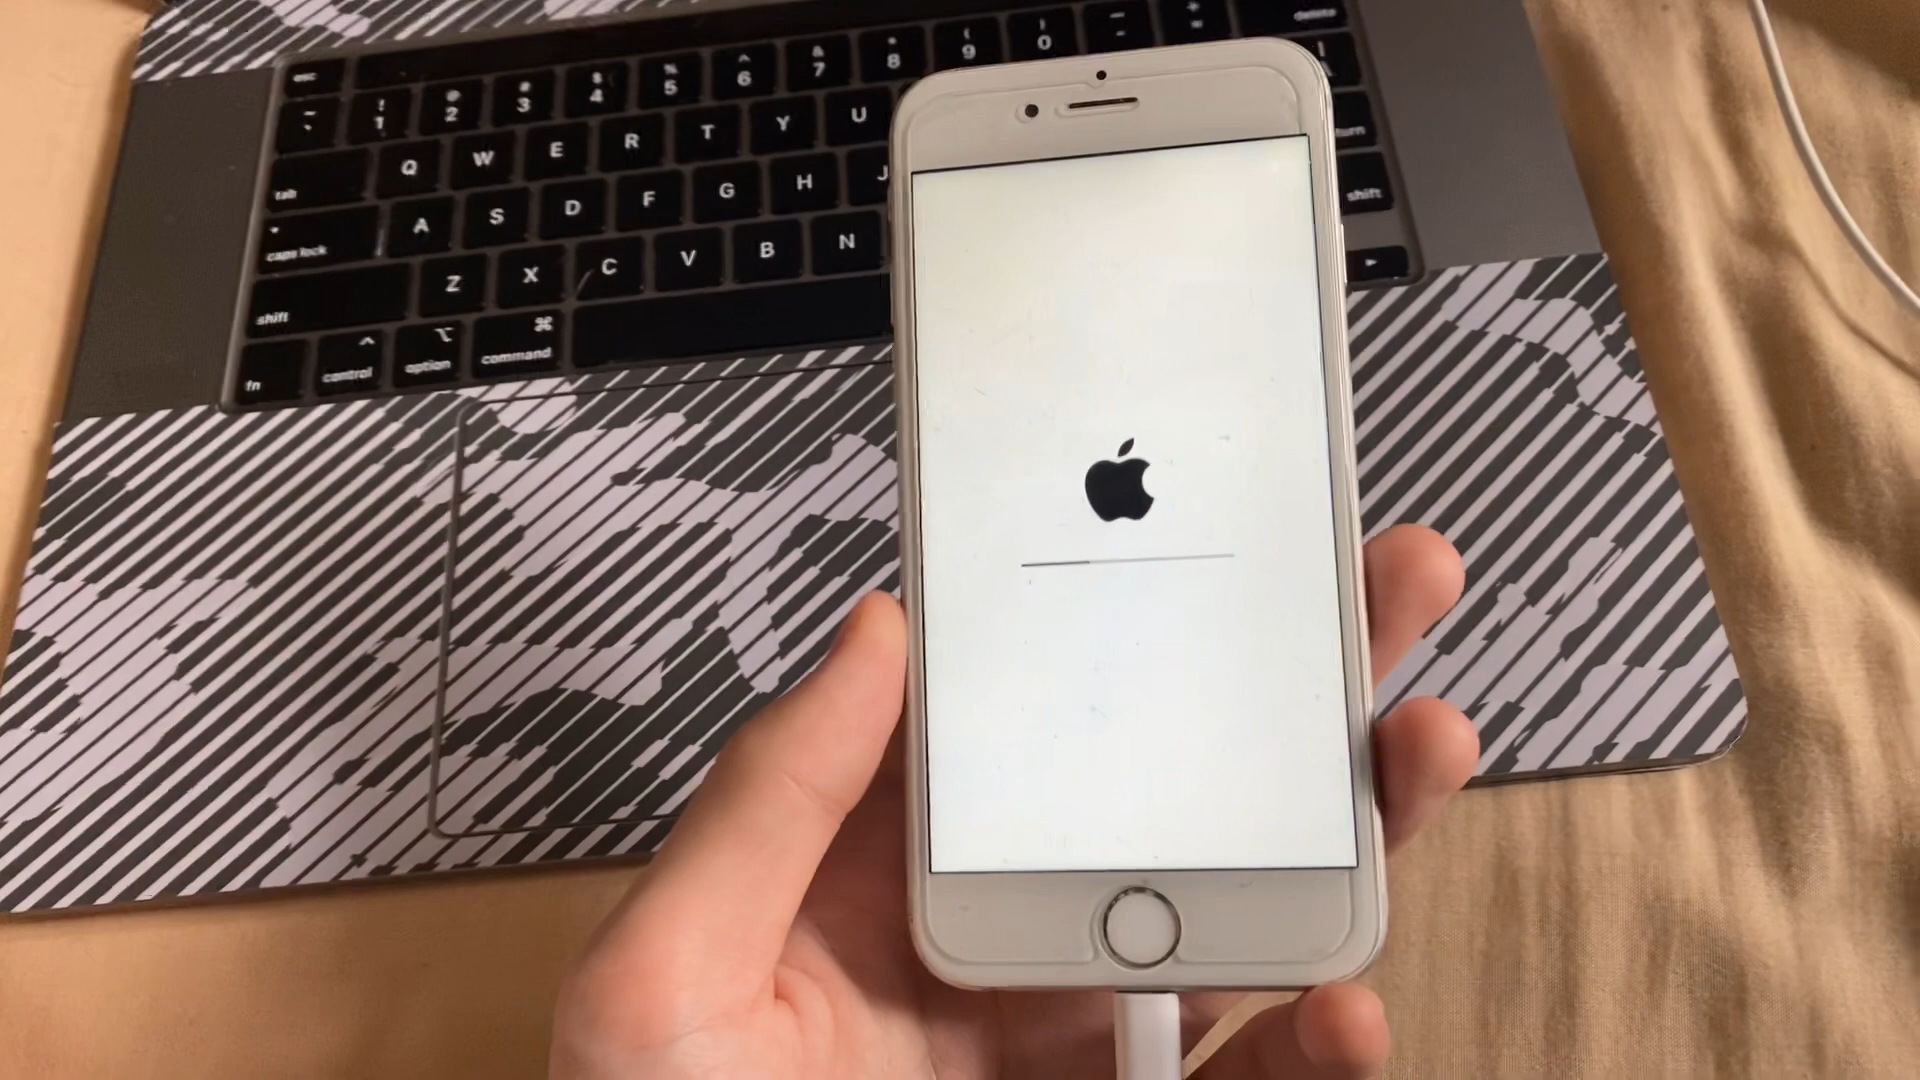 esc
~ ! @ # $ % ^ & * ( ) _ +
` 1 2 3 4 5 6 7 8 9 0 - = delete
tab Q W E R T Y U
caps lock A S D F G H J
shift Z X C V B N shift
fn control option command